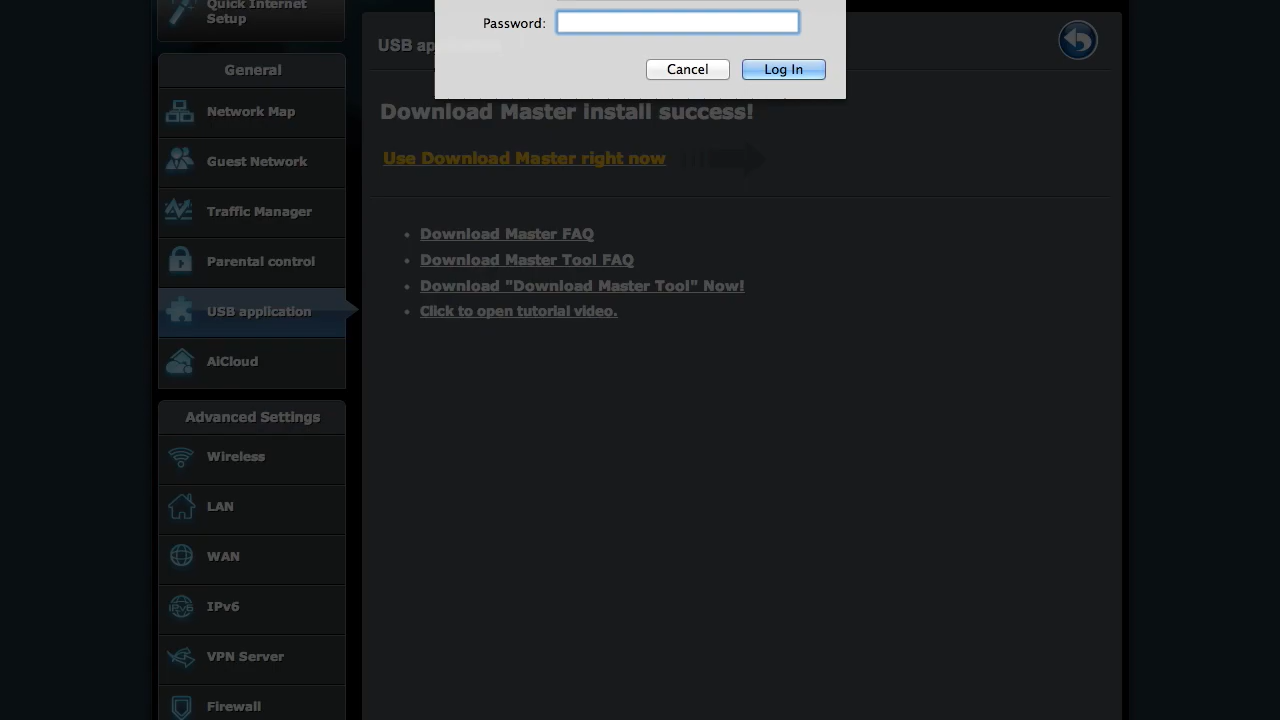 Quick Internet
Setup
General
Network Map
Guest Network
Traffic Manager
Parental control
USB application
AiCloud
Advanced Settings
Wireless
LAN
WAN
IPv6
VPN Server
Firewall
Password:
Cancel
Log In
USB ap
Download Master install success!
Use Download Master right now
Download Master FAQ
Download Master Tool FAQ
Download "Download Master Tool" Now!
Click to open tutorial video.